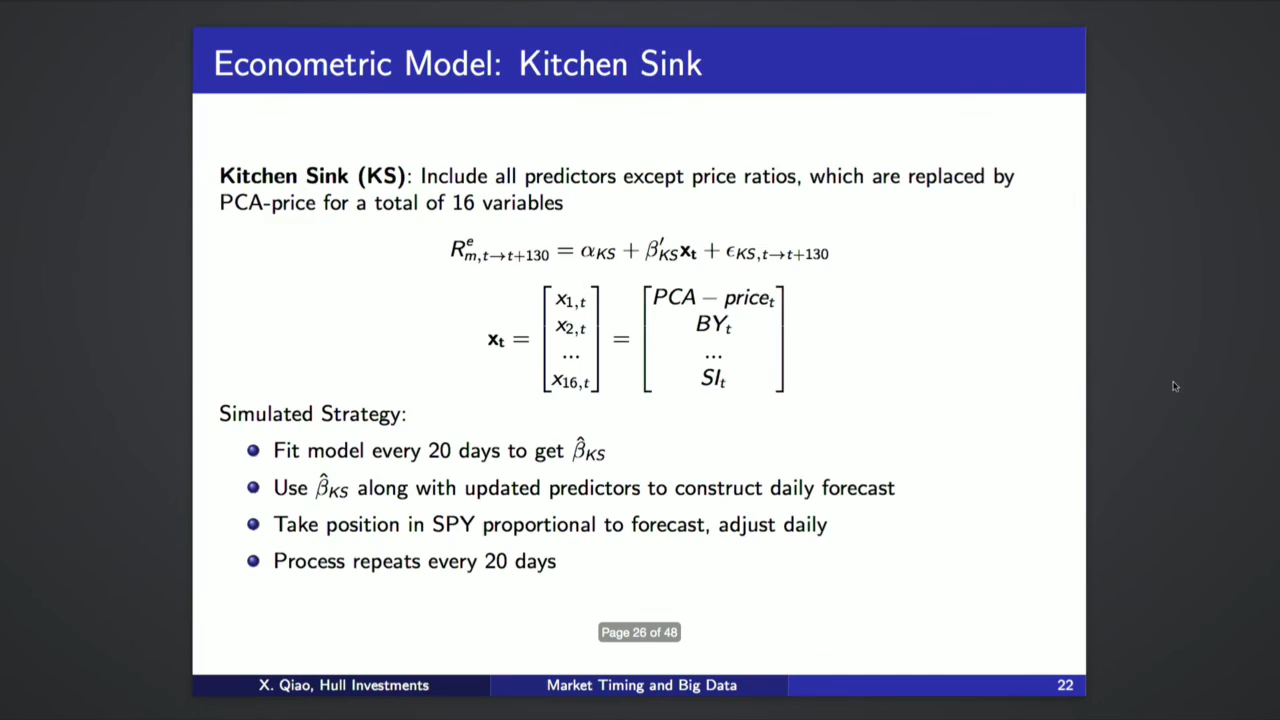 Econometric Model: Kitchen Sink
Kitchen Sink (KS): Include all predictors except price ratios, which are replaced by
PCA-price for a total of 16 variables
R^e_{m,t→t+130} = α_{KS} + β'_{KS}x_t + ϵ_{KS,t→t+130}
x_t = [x_{1,t} x_{2,t} ... x_{16,t}] = [PCA − price_t BY_t ... SI_t]
Simulated Strategy:
Fit model every 20 days to get β̂_{KS}
Use β̂_{KS} along with updated predictors to construct daily forecast
Take position in SPY proportional to forecast, adjust daily
Process repeats every 20 days
Page 26 of 48
X. Qiao, Hull Investments Market Timing and Big Data 22